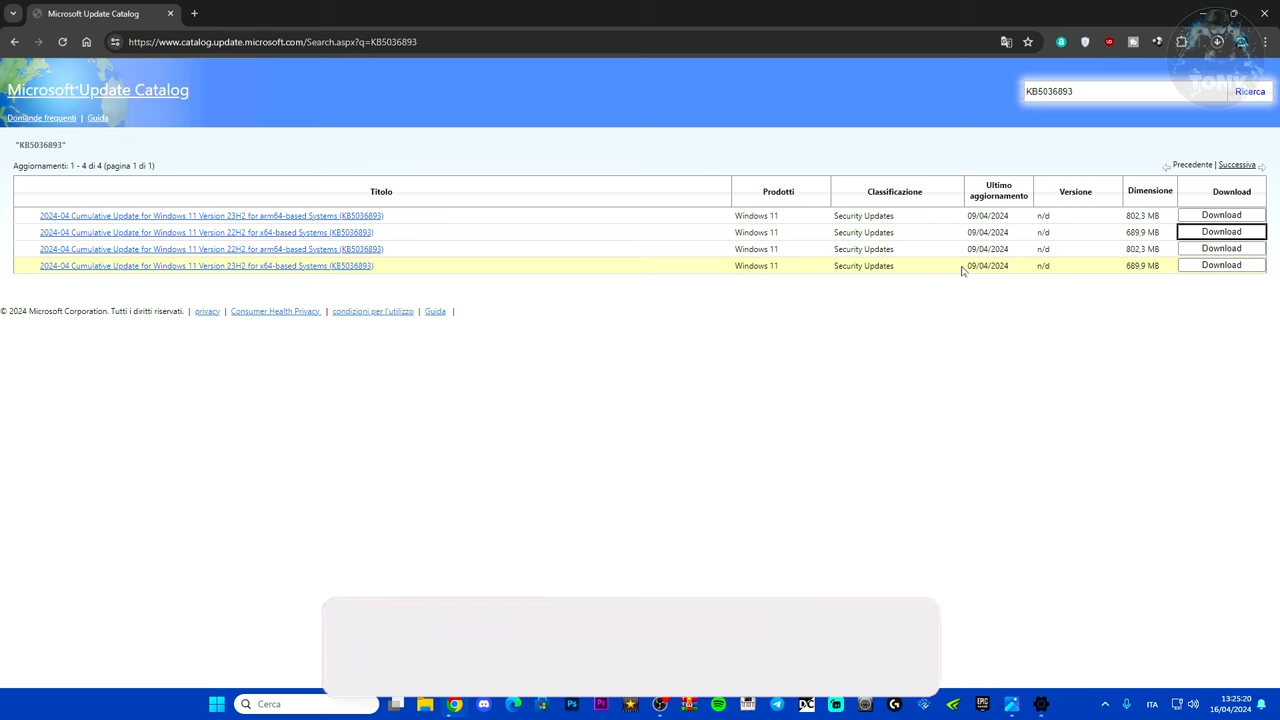 Microsoft Update Catalog
https://www.catalog.update.microsoft.com/Search.aspx?q=KB5036893
TONK
Microsoft Update Catalog
KB5036893
Ricerca
Domande frequenti | Guida
"KB5036893"
Aggiornamenti: 1 - 4 di 4 (pagina 1 di 1)
Precedente | Successiva
Titolo Prodotti Classificazione Ultimo aggiornamento Versione Dimensione Download
2024-04 Cumulative Update for Windows 11 Version 23H2 for arm64-based Systems (KB5036893) Windows 11 Security Updates 09/04/2024 n/d 802,3 MB Download
2024-04 Cumulative Update for Windows 11 Version 22H2 for x64-based Systems (KB5036893) Windows 11 Security Updates 09/04/2024 n/d 689,9 MB Download
2024-04 Cumulative Update for Windows 11 Version 22H2 for arm64-based Systems (KB5036893) Windows 11 Security Updates 09/04/2024 n/d 802,3 MB Download
2024-04 Cumulative Update for Windows 11 Version 23H2 for x64-based Systems (KB5036893) Windows 11 Security Updates 09/04/2024 n/d 689,9 MB Download
© 2024 Microsoft Corporation. Tutti i diritti riservati. | privacy | Consumer Health Privacy | condizioni per l'utilizzo | Guida |
Cerca
ITA
13:25:20
16/04/2024